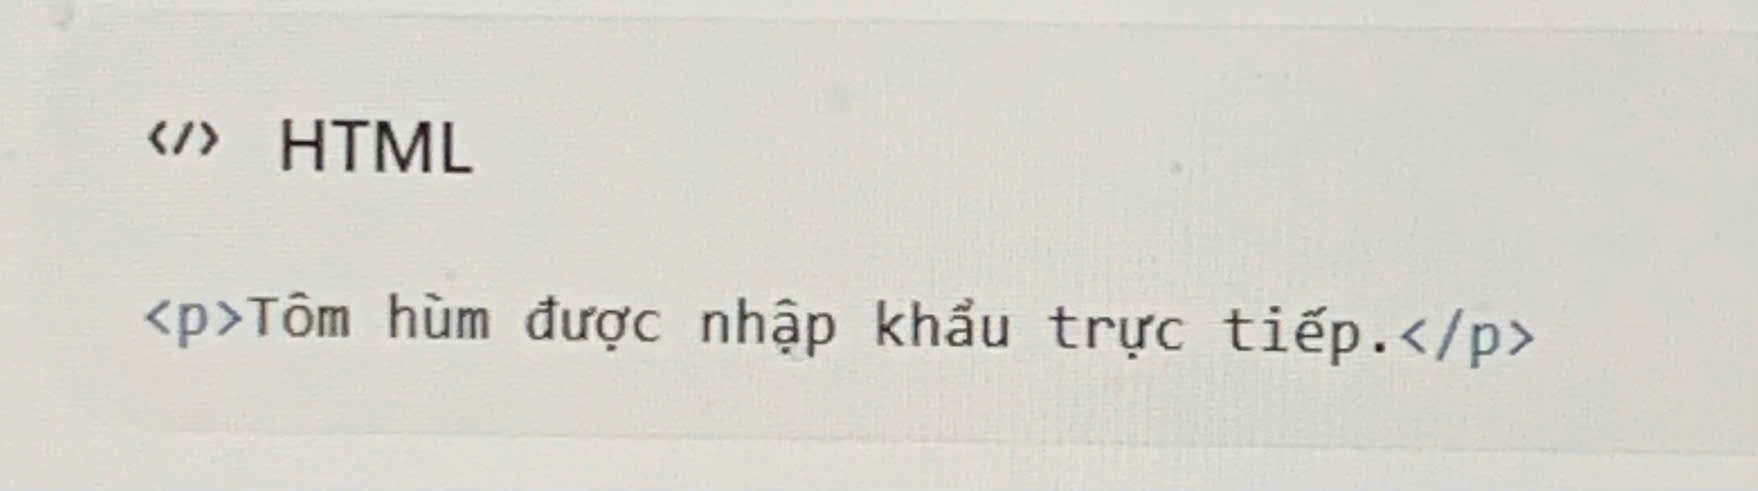 </> HTML
<p>Tôm hùm được nhập khẩu trực tiếp.</p>